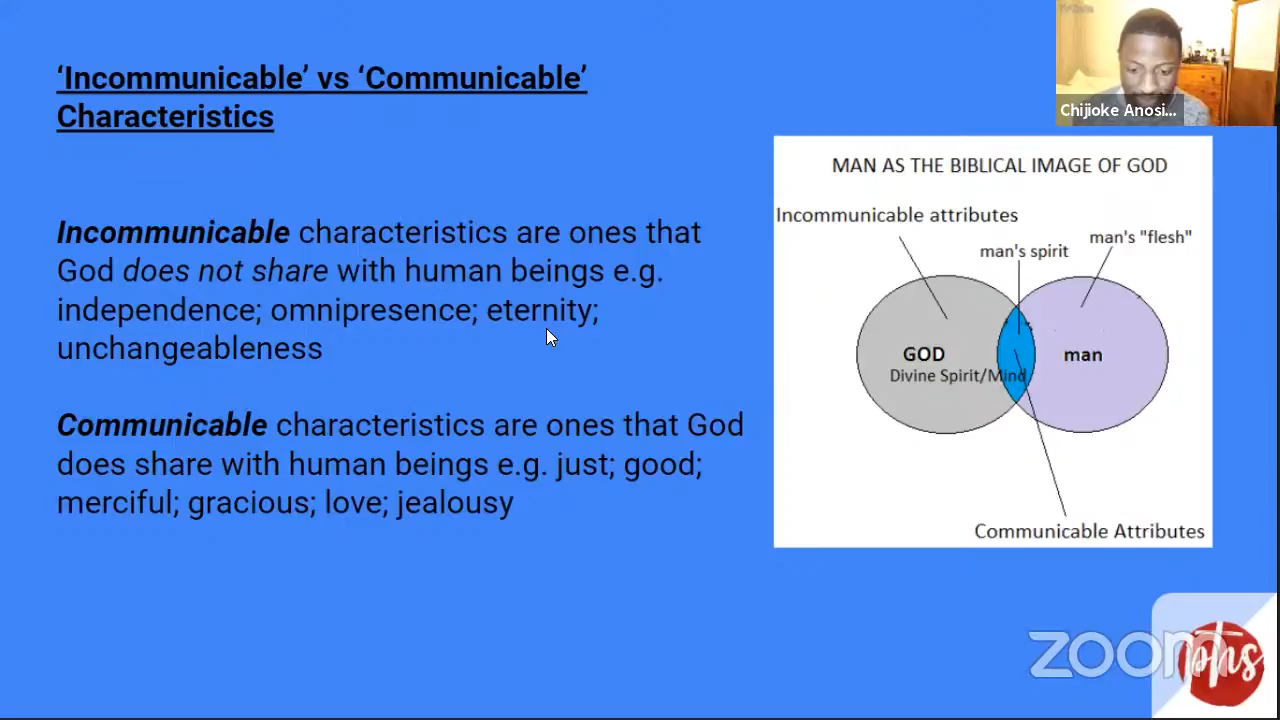 ‘Incommunicable’ vs ‘Communicable’
Characteristics
Incommunicable characteristics are ones that
God does not share with human beings e.g.
independence; omnipresence; eternity;
unchangeableness
Communicable characteristics are ones that God
does share with human beings e.g. just; good;
merciful; gracious; love; jealousy
Chijioke Anosi...
MAN AS THE BIBLICAL IMAGE OF GOD
Incommunicable attributes
man's spirit
man's "flesh"
GOD
Divine Spirit/Mind
man
Communicable Attributes
zoom
phs